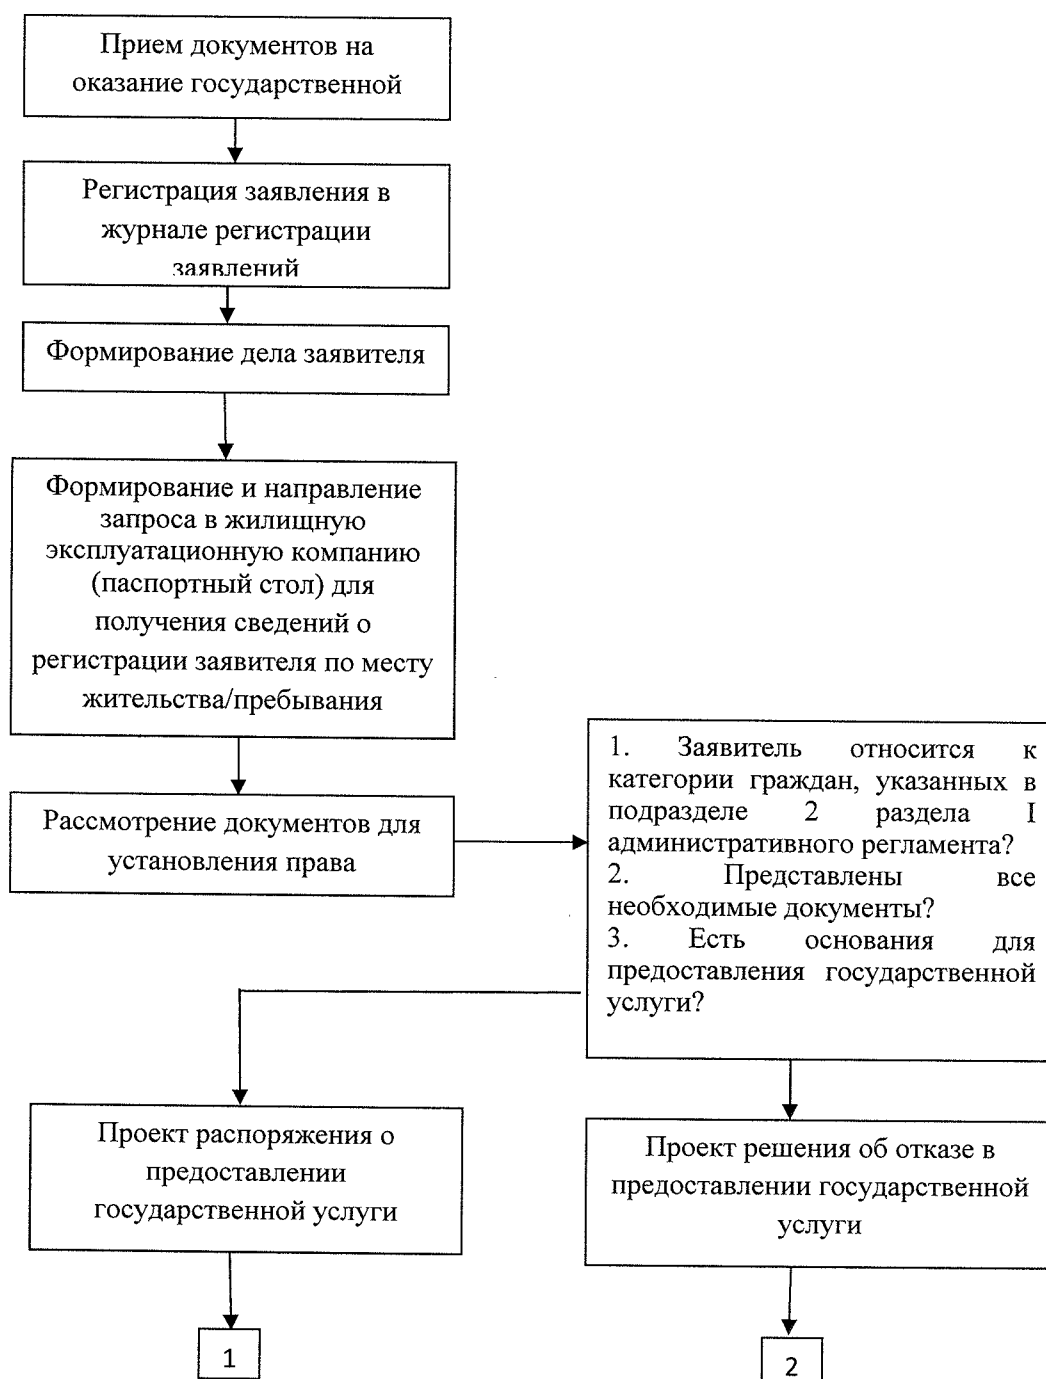 Прием документов на
оказание государственной
Регистрация заявления в
журнале регистрации
заявлений
Формирование дела заявителя
Формирование и направление
запроса в жилищную
эксплуатационную компанию
(паспортный стол) для
получения сведений о
регистрации заявителя по месту
жительства/пребывания
Рассмотрение документов для
установления права
1. Заявитель относится к
категории граждан, указанных в
подразделе 2 раздела I
административного регламента?
2. Представлены все
необходимые документы?
3. Есть основания для
предоставления государственной
услуги?
Проект распоряжения о
предоставлении
государственной услуги
Проект решения об отказе в
предоставлении государственной
услуги
1
2